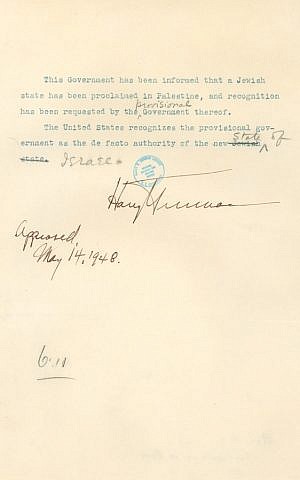 This Government has been informed that a Jewish
state has been proclaimed in Palestine, and recognition
provisional
has been requested by the Government thereof.
The United States recognizes the provisional gov-
State of
ernment as the de facto authority of the new Jewish
state. Israel.
Harry Truman
Approved,
May 14, 1948.
6.11